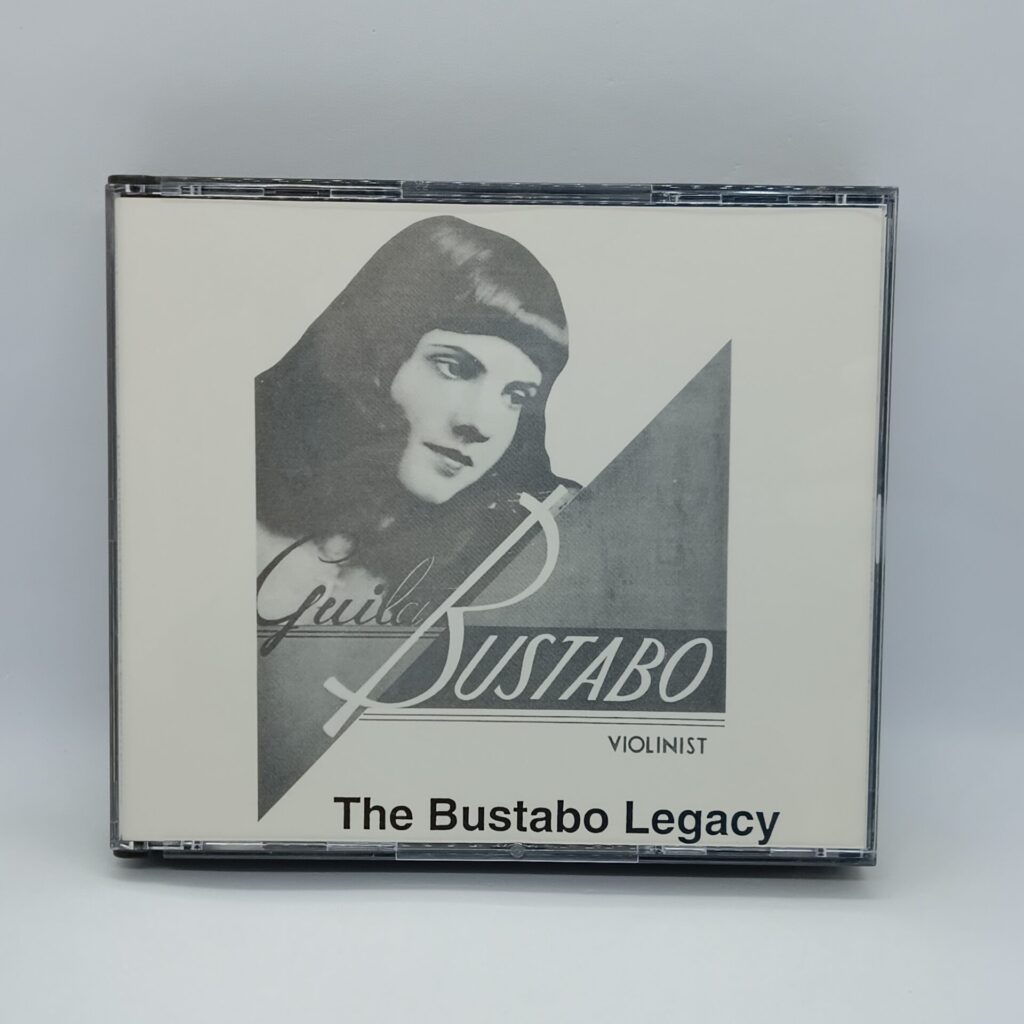 Guila
BUSTABO
VIOLINIST
The Bustabo Legacy